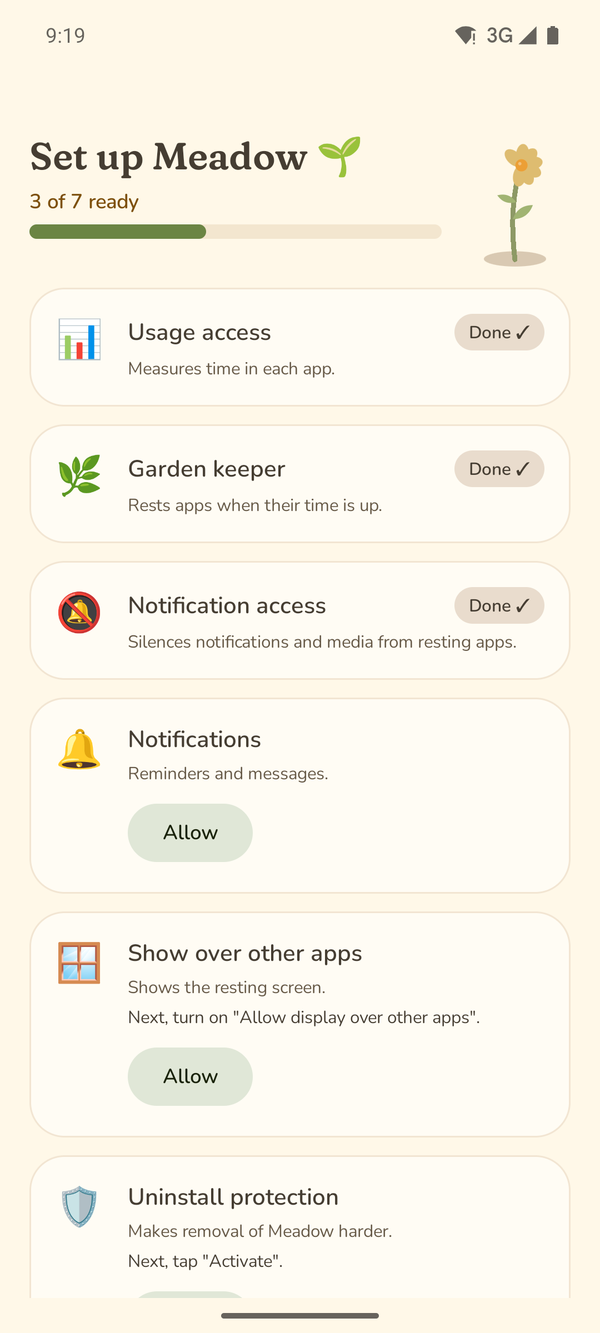 9:19
3G
Set up Meadow 🌱
3 of 7 ready
Usage access
Done ✓
Measures time in each app.
Garden keeper
Done ✓
Rests apps when their time is up.
Notification access
Done ✓
Silences notifications and media from resting apps.
Notifications
Reminders and messages.
Allow
Show over other apps
Shows the resting screen.
Next, turn on "Allow display over other apps".
Allow
Uninstall protection
Makes removal of Meadow harder.
Next, tap "Activate".